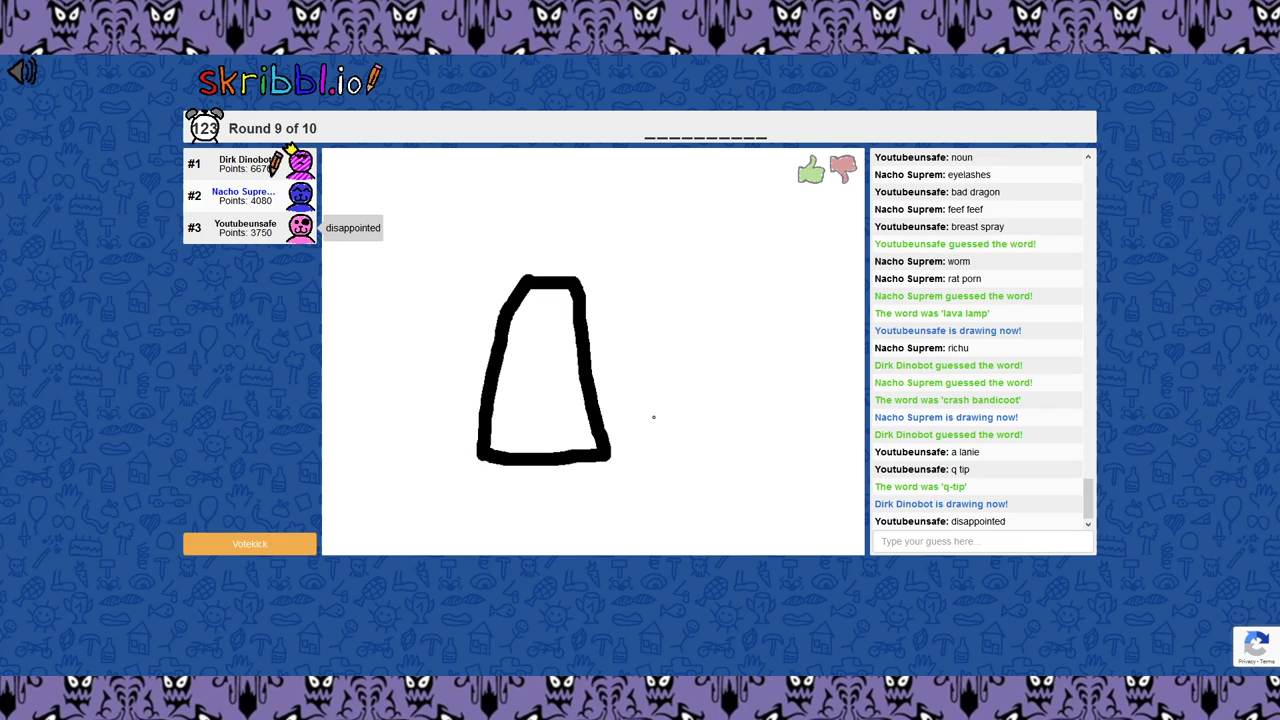 skribbl.io
123
Round 9 of 10
__________
#1
Dirk Dinobot
Points: 6670
#2
Nacho Supre...
Points: 4080
#3
Youtubeunsafe
Points: 3750
disappointed
Votekick
Youtubeunsafe: noun
Nacho Suprem: eyelashes
Youtubeunsafe: bad dragon
Nacho Suprem: feef feef
Youtubeunsafe: breast spray
Youtubeunsafe guessed the word!
Nacho Suprem: worm
Nacho Suprem: rat porn
Nacho Suprem guessed the word!
The word was 'lava lamp'
Youtubeunsafe is drawing now!
Nacho Suprem: richu
Dirk Dinobot guessed the word!
Nacho Suprem guessed the word!
The word was 'crash bandicoot'
Nacho Suprem is drawing now!
Dirk Dinobot guessed the word!
Youtubeunsafe: a lanie
Youtubeunsafe: q tip
The word was 'q-tip'
Dirk Dinobot is drawing now!
Youtubeunsafe: disappointed
Type your guess here...
Privacy - Terms